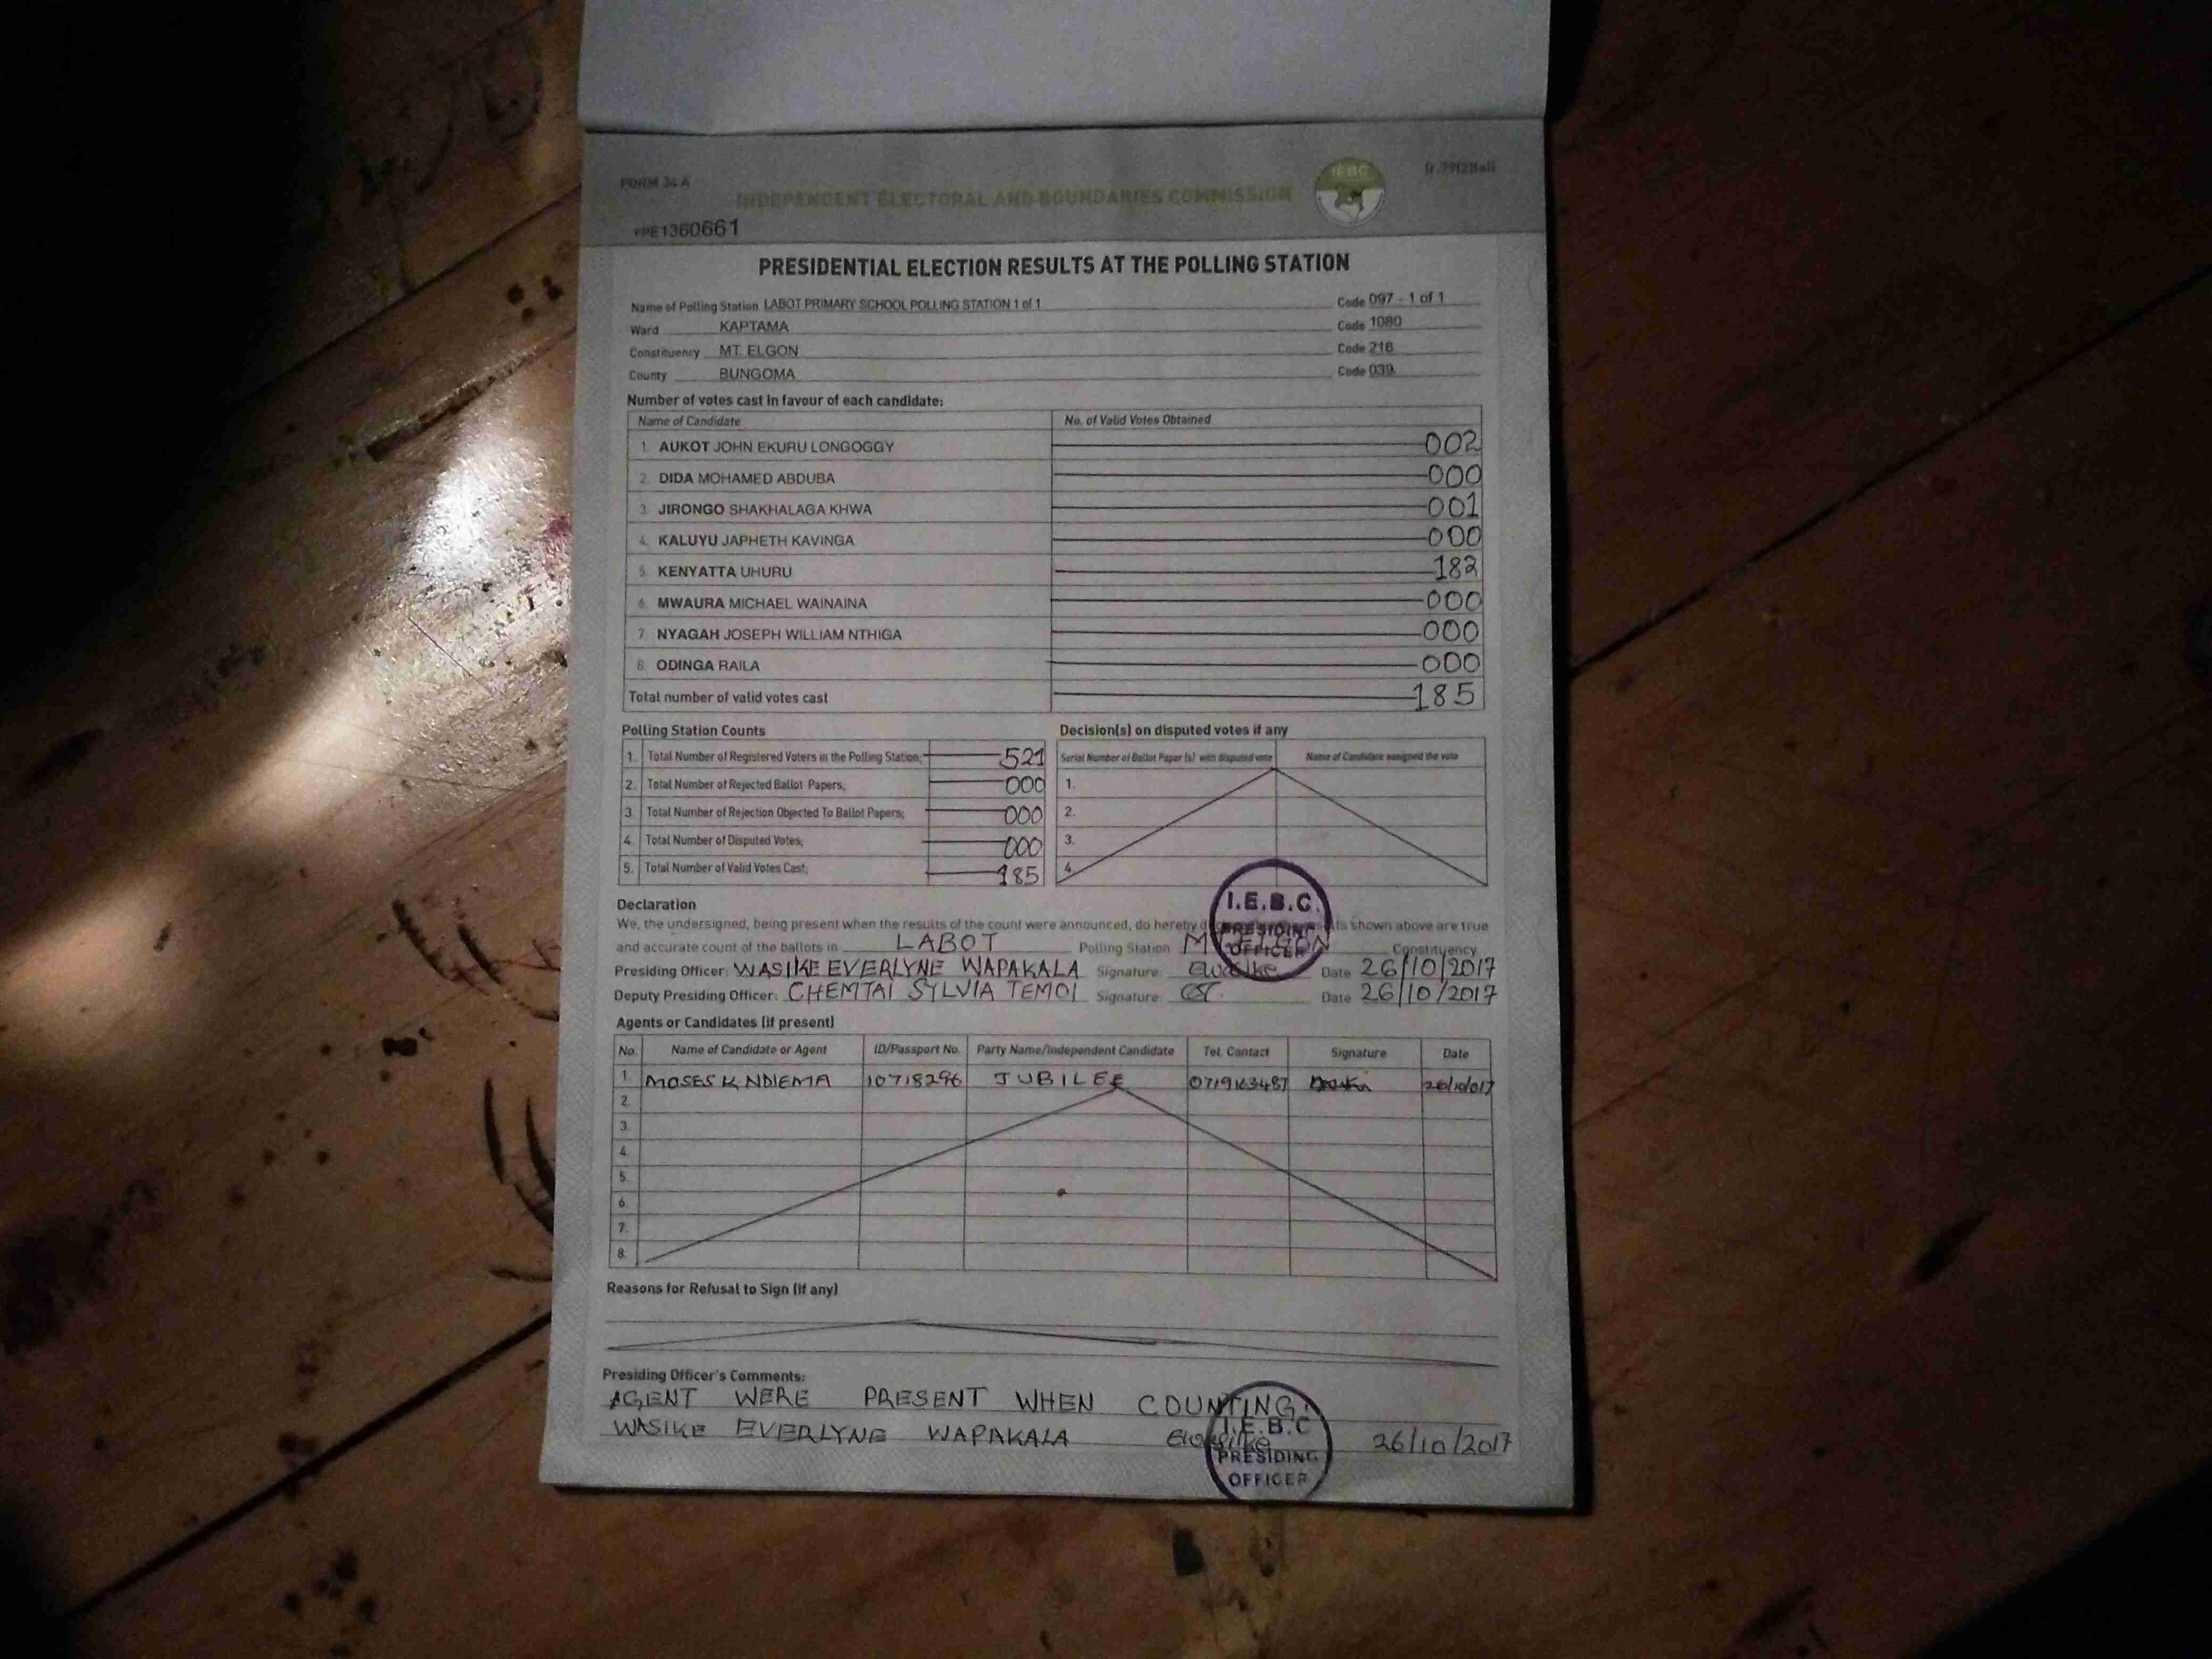 FORM 34 A
(r.79(2)(a))
INDEPENDENT ELECTORAL AND BOUNDARIES COMMISSION
IEBC
#PE1360661
PRESIDENTIAL ELECTION RESULTS AT THE POLLING STATION
Name of Polling Station LABOT PRIMARY SCHOOL POLLING STATION 1 of 1 Code 097 - 1 of 1
Ward KAPTAMA Code 1080
Constituency MT. ELGON Code 216
County BUNGOMA Code 039
Number of votes cast in favour of each candidate:
Name of Candidate No. of Valid Votes Obtained
1. AUKOT JOHN EKURU LONGOGGY 002
2. DIDA MOHAMED ABDUBA 000
3. JIRONGO SHAKHALAGA KHWA 001
4. KALUYU JAPHETH KAVINGA 000
5. KENYATTA UHURU 182
6. MWAURA MICHAEL WAINAINA 000
7. NYAGAH JOSEPH WILLIAM NTHIGA 000
8. ODINGA RAILA 000
Total number of valid votes cast 185
Polling Station Counts Decision(s) on disputed votes if any
Serial Number of Ballot Paper (s) with disputed vote Name of Candidate assigned the vote
1. Total Number of Registered Voters in the Polling Station; 521
2. Total Number of Rejected Ballot Papers; 000 1.
3. Total Number of Rejection Objected To Ballot Papers; 000 2.
4. Total Number of Disputed Votes; 000 3.
5. Total Number of Valid Votes Cast; 185 4.
Declaration
We, the undersigned, being present when the results of the count were announced, do hereby shown above are true
and accurate count of the ballots in LABOT Polling Station Constituency
I.E.B.C. PRESIDING OFFICER
Presiding Officer: WASIKE EVERLYNE WAPAKALA Signature: EWasike Date 26/10/2017
Deputy Presiding Officer: CHEMTAI SYLVIA TEMOI Signature: Date 26/10/2017
Agents or Candidates (if present)
No. Name of Candidate or Agent ID/Passport No. Party Name/Independent Candidate Tel. Contact Signature Date
1. MOSES K. NDIEMA 10718296 JUBILEE 26/10/017
2.
3.
4.
5.
6.
7.
8.
Reasons for Refusal to Sign (if any)
Presiding Officer's Comments:
AGENT WERE PRESENT WHEN COUNTING.
WASIKE EVERLYNE WAPAKALA EWasike 26/10/2017
I.E.B.C
PRESIDING
OFFICER